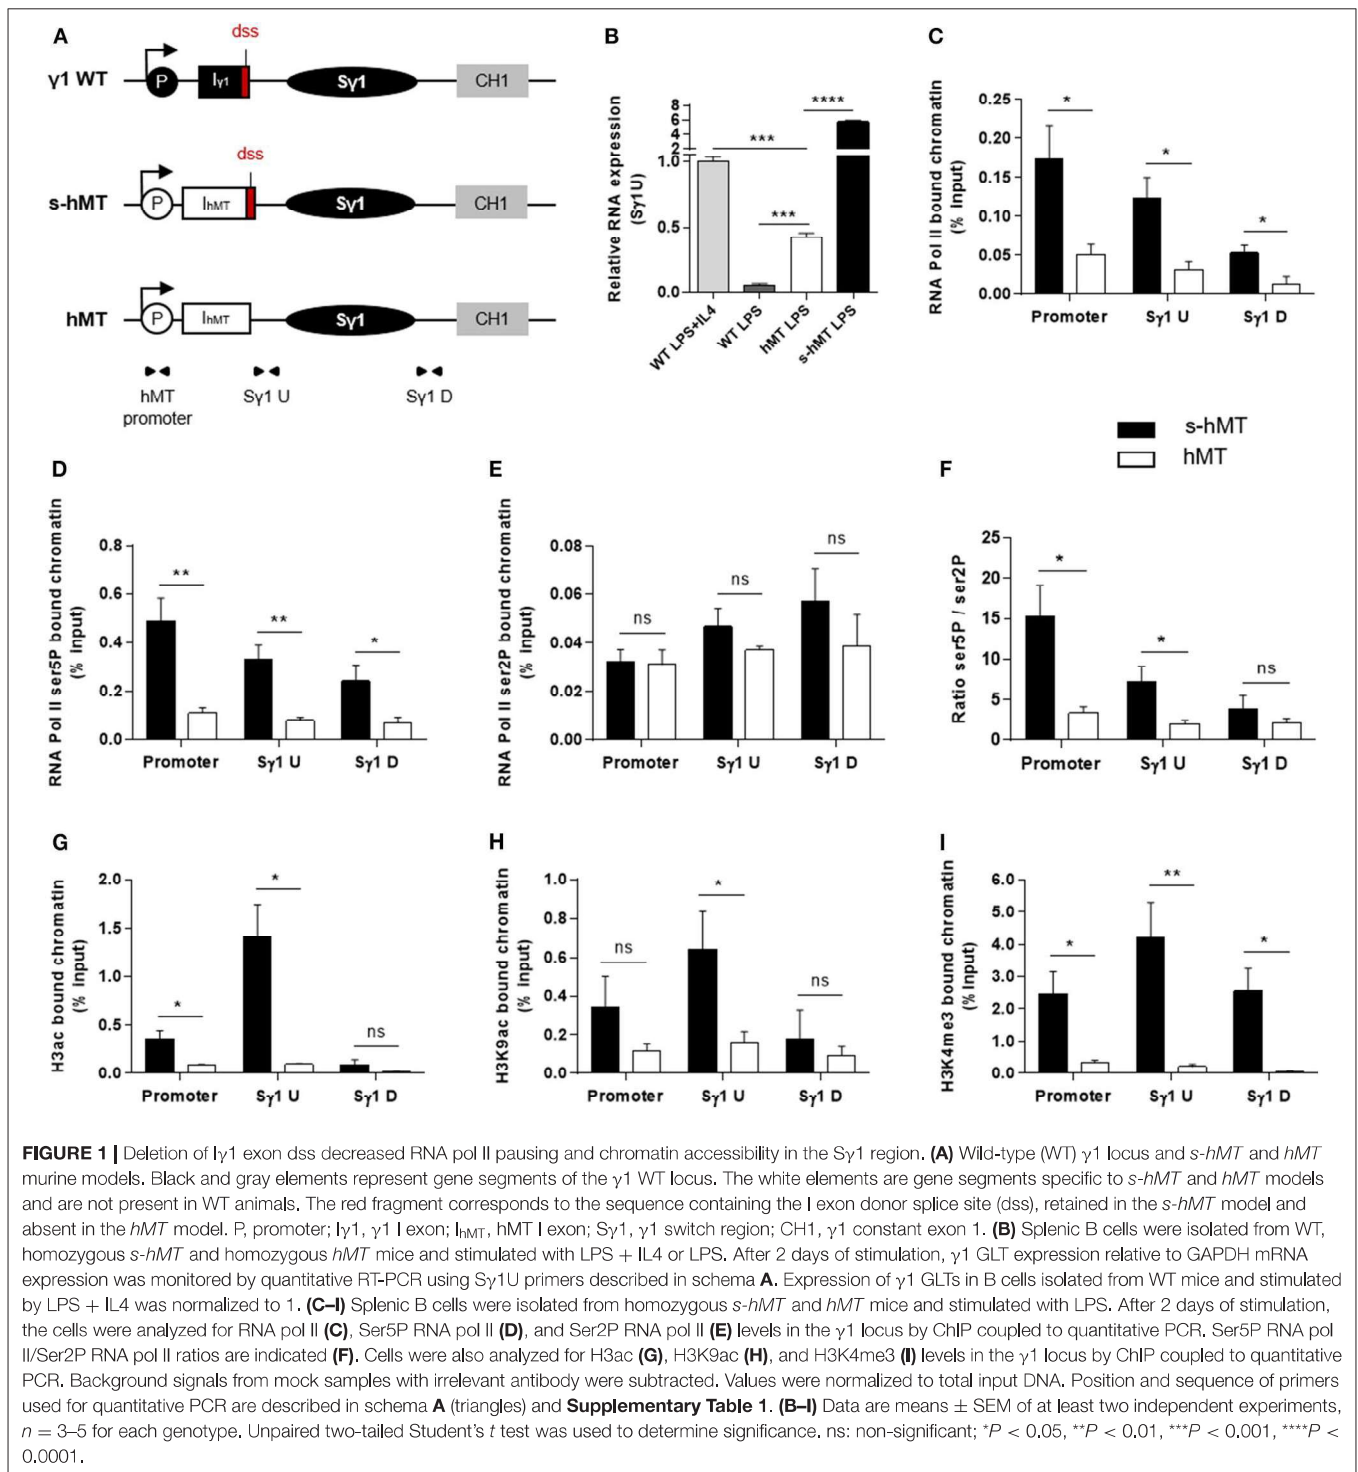 A
dss
γ1 WT
P
Iγ1
Sγ1
CH1
dss
s-hMT
P
IhMT
Sγ1
CH1
hMT
P
IhMT
Sγ1
CH1
hMT
promoter
Sγ1 U
Sγ1 D
B
Relative RNA expression
(Sγ1U)
8
6
4
2
1.0
0.5
0.0
***
***
****
WT LPS+IL4
WT LPS
hMT LPS
s-hMT LPS
C
RNA Pol II bound chromatin
(% Input)
0.25
0.20
0.15
0.10
0.05
0.00
*
*
*
Promoter
Sγ1 U
Sγ1 D
s-hMT
hMT
D
RNA Pol II ser5P bound chromatin
(% Input)
0.8
0.6
0.4
0.2
0.0
**
**
*
Promoter
Sγ1 U
Sγ1 D
E
RNA Pol II ser2P bound chromatin
(% Input)
0.08
0.06
0.04
0.02
0.00
ns
ns
ns
Promoter
Sγ1 U
Sγ1 D
F
Ratio ser5P / ser2P
25
20
15
10
5
0
*
*
ns
Promoter
Sγ1 U
Sγ1 D
G
H3ac bound chromatin
(% Input)
2.0
1.5
1.0
0.5
0.0
*
*
ns
Promoter
Sγ1 U
Sγ1 D
H
H3K9ac bound chromatin
(% Input)
1.0
0.8
0.6
0.4
0.2
0.0
ns
*
ns
Promoter
Sγ1 U
Sγ1 D
I
H3K4me3 bound chromatin
(% Input)
6.0
5.0
4.0
3.0
2.0
1.0
0.0
*
**
*
Promoter
Sγ1 U
Sγ1 D
FIGURE 1 | Deletion of Iγ1 exon dss decreased RNA pol II pausing and chromatin accessibility in the Sγ1 region. (A) Wild-type (WT) γ1 locus and s-hMT and hMT
murine models. Black and gray elements represent gene segments of the γ1 WT locus. The white elements are gene segments specific to s-hMT and hMT models
and are not present in WT animals. The red fragment corresponds to the sequence containing the I exon donor splice site (dss), retained in the s-hMT model and
absent in the hMT model. P, promoter; Iγ1, γ1 I exon; IhMT, hMT I exon; Sγ1, γ1 switch region; CH1, γ1 constant exon 1. (B) Splenic B cells were isolated from WT,
homozygous s-hMT and homozygous hMT mice and stimulated with LPS + IL4 or LPS. After 2 days of stimulation, γ1 GLT expression relative to GAPDH mRNA
expression was monitored by quantitative RT-PCR using Sγ1U primers described in schema A. Expression of γ1 GLTs in B cells isolated from WT mice and stimulated
by LPS + IL4 was normalized to 1. (C–I) Splenic B cells were isolated from homozygous s-hMT and hMT mice and stimulated with LPS. After 2 days of stimulation,
the cells were analyzed for RNA pol II (C), Ser5P RNA pol II (D), and Ser2P RNA pol II (E) levels in the γ1 locus by ChIP coupled to quantitative PCR. Ser5P RNA pol
II/Ser2P RNA pol II ratios are indicated (F). Cells were also analyzed for H3ac (G), H3K9ac (H), and H3K4me3 (I) levels in the γ1 locus by ChIP coupled to quantitative
PCR. Background signals from mock samples with irrelevant antibody were subtracted. Values were normalized to total input DNA. Position and sequence of primers
used for quantitative PCR are described in schema A (triangles) and Supplementary Table 1. (B–I) Data are means ± SEM of at least two independent experiments,
n = 3–5 for each genotype. Unpaired two-tailed Student's t test was used to determine significance. ns: non-significant; *P < 0.05, **P < 0.01, ***P < 0.001, ****P <
0.0001.